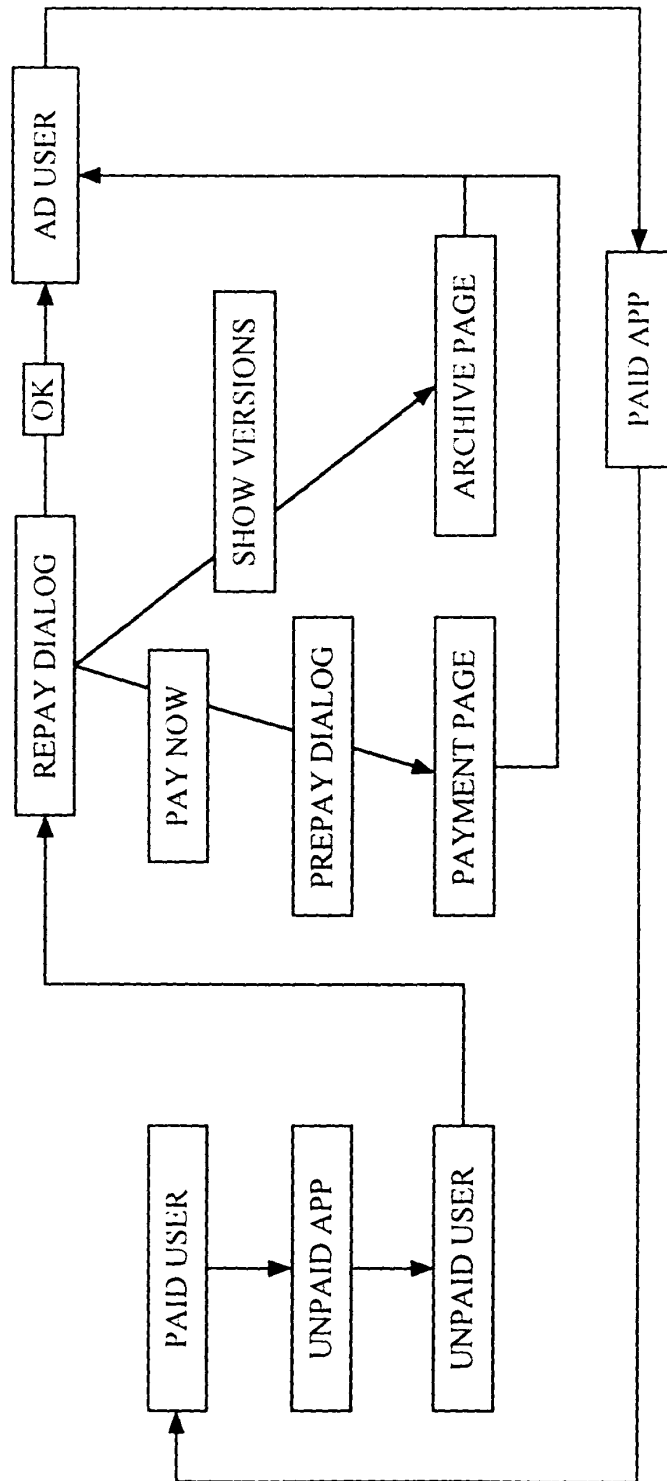 PAID USER
UNPAID APP
UNPAID USER
REPAY DIALOG
PAY NOW
PREPAY DIALOG
PAYMENT PAGE
SHOW VERSIONS
ARCHIVE PAGE
OK
AD USER
PAID APP